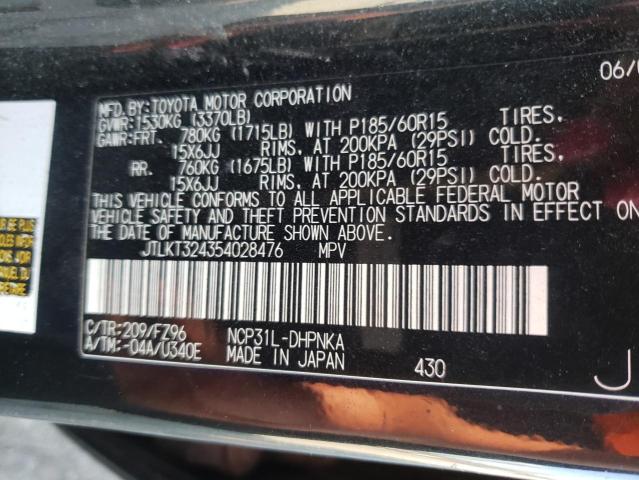 06/0
MFD.BY:TOYOTA MOTOR CORPORATION
GVWR:1530KG (3370LB)
GAWR:FRT. 780KG (1715LB) WITH P185/60R15 TIRES,
15X6JJ RIMS, AT 200KPA (29PSI) COLD.
RR. 760KG (1675LB) WITH P185/60R15 TIRES,
15X6JJ RIMS, AT 200KPA (29PSI) COLD.
THIS VEHICLE CONFORMS TO ALL APPLICABLE FEDERAL MOTOR
VEHICLE SAFETY AND THEFT PREVENTION STANDARDS IN EFFECT ON
THE DATE OF MANUFACTURE SHOWN ABOVE.
JTLKT324354028476 MPV
C/TR:209/FZ96 NCP31L-DHPNKA
A/TM:-04A/U340E MADE IN JAPAN 430 J
OR DE PLUS